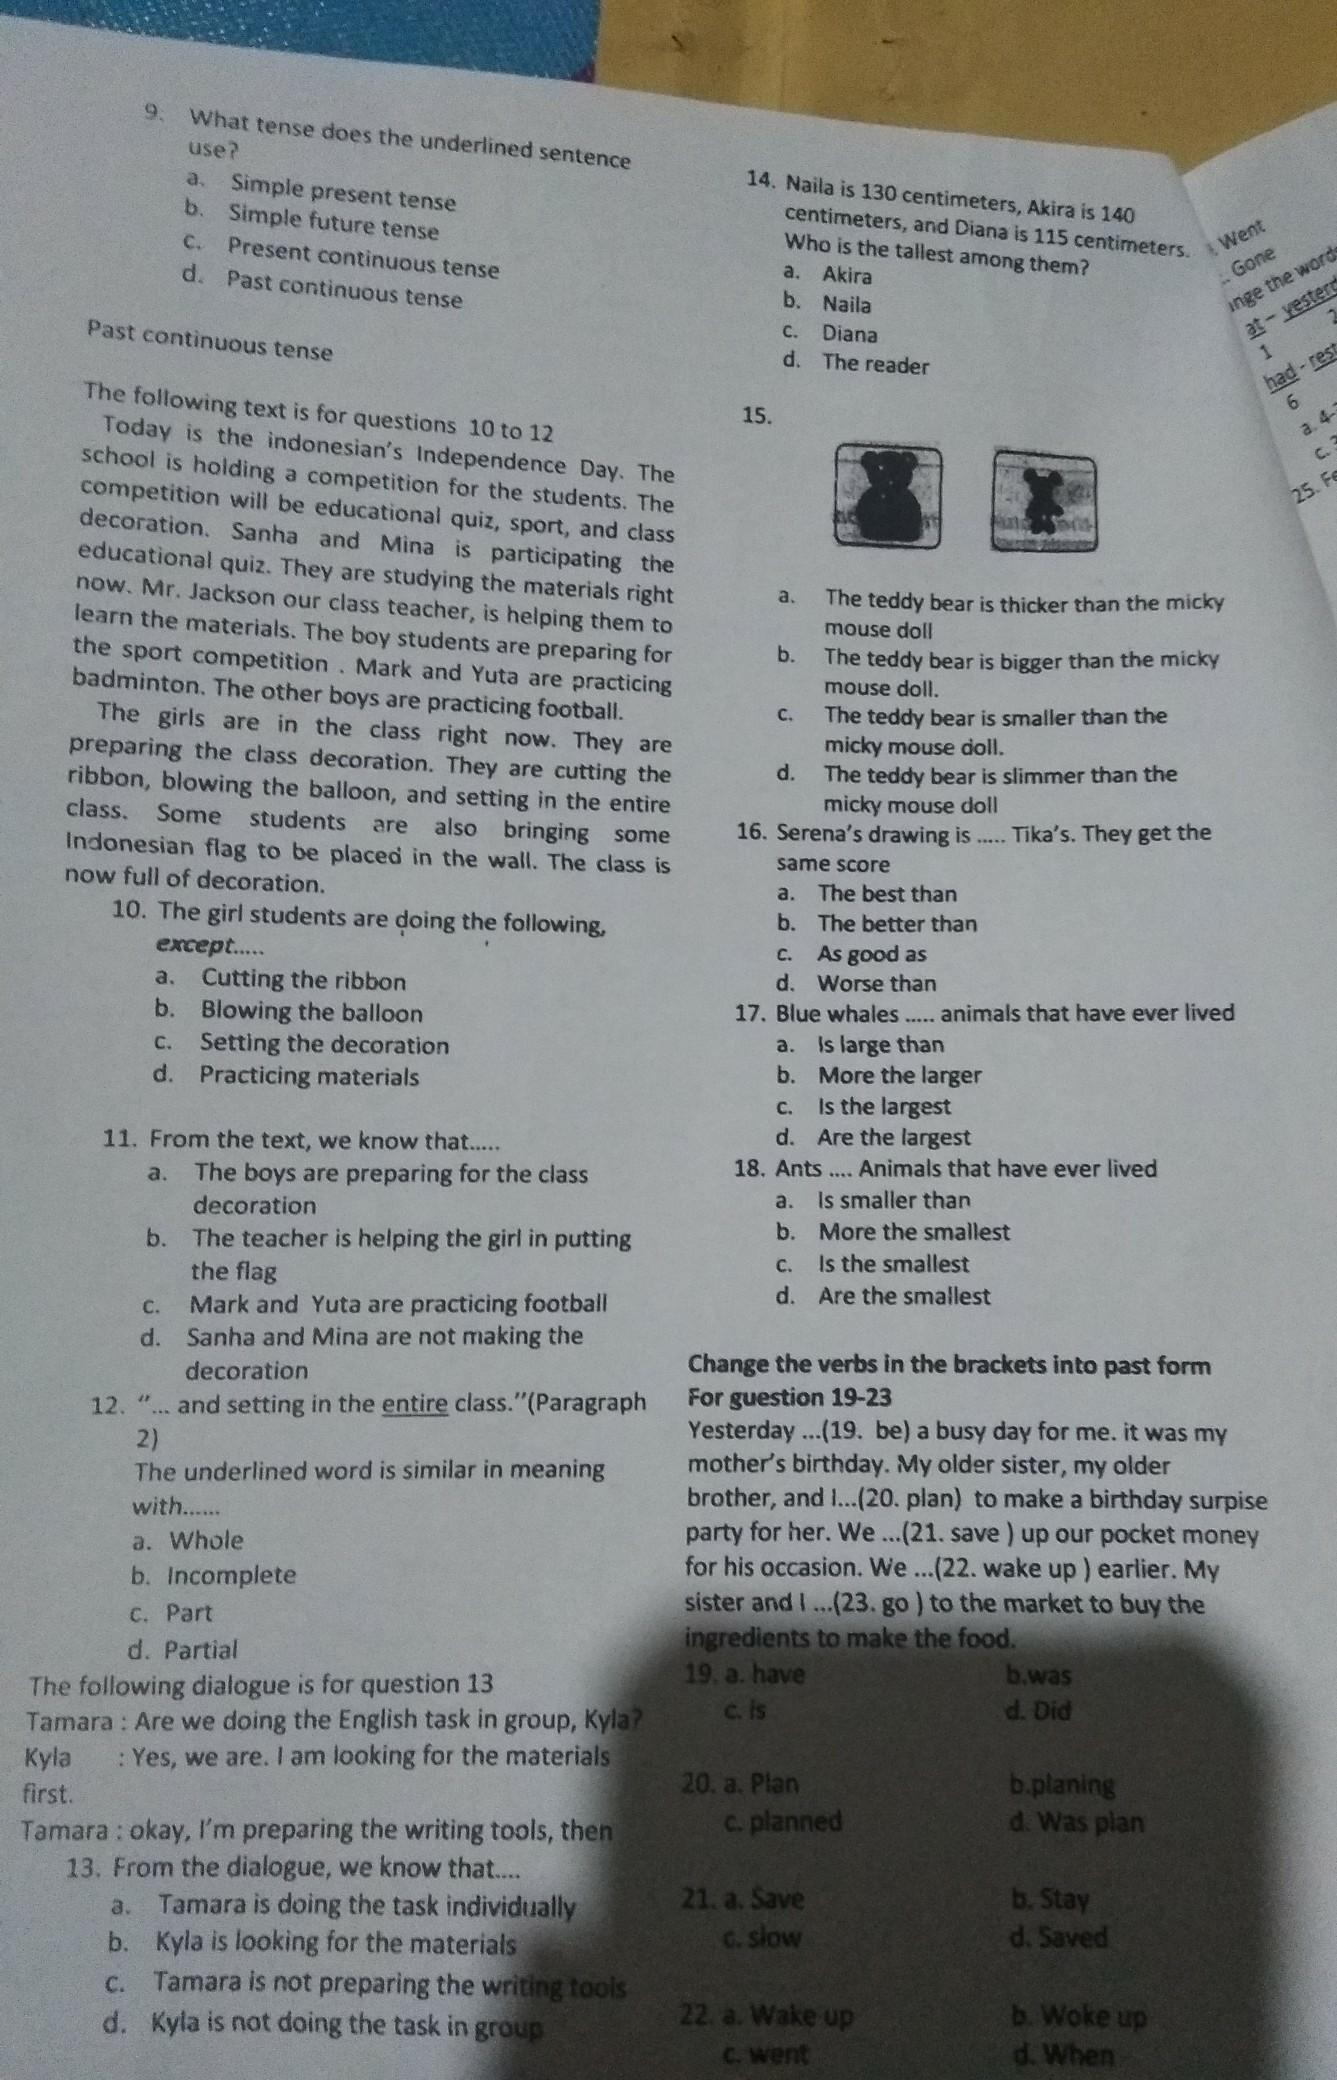 9. What tense does the underlined sentence
use?
a. Simple present tense
b. Simple future tense
c. Present continuous tense
d. Past continuous tense
Past continuous tense
The following text is for questions 10 to 12
Today is the indonesian's Independence Day. The
school is holding a competition for the students. The
competition will be educational quiz, sport, and class
decoration. Sanha and Mina is participating the
educational quiz. They are studying the materials right
now. Mr. Jackson our class teacher, is helping them to
learn the materials. The boy students are preparing for
the sport competition . Mark and Yuta are practicing
badminton. The other boys are practicing football.
The girls are in the class right now. They are
preparing the class decoration. They are cutting the
ribbon, blowing the balloon, and setting in the entire
class. Some students are also bringing some
Indonesian flag to be placed in the wall. The class is
now full of decoration.
10. The girl students are doing the following,
except.....
a. Cutting the ribbon
b. Blowing the balloon
c. Setting the decoration
d. Practicing materials
11. From the text, we know that.....
a. The boys are preparing for the class
decoration
b. The teacher is helping the girl in putting
the flag
c. Mark and Yuta are practicing football
d. Sanha and Mina are not making the
decoration
12. "... and setting in the entire class."(Paragraph
2)
The underlined word is similar in meaning
with......
a. Whole
b. Incomplete
c. Part
d. Partial
The following dialogue is for question 13
Tamara : Are we doing the English task in group, Kyla?
Kyla : Yes, we are. I am looking for the materials
first.
Tamara : okay, I'm preparing the writing tools, then
13. From the dialogue, we know that....
a. Tamara is doing the task individually
b. Kyla is looking for the materials
c. Tamara is not preparing the writing tools
d. Kyla is not doing the task in group
14. Naila is 130 centimeters, Akira is 140
centimeters, and Diana is 115 centimeters.
Who is the tallest among them?
a. Akira
b. Naila
c. Diana
d. The reader
15.
a. The teddy bear is thicker than the micky
mouse doll
b. The teddy bear is bigger than the micky
mouse doll.
c. The teddy bear is smaller than the
micky mouse doll.
d. The teddy bear is slimmer than the
micky mouse doll
16. Serena's drawing is ..... Tika's. They get the
same score
a. The best than
b. The better than
c. As good as
d. Worse than
17. Blue whales ..... animals that have ever lived
a. Is large than
b. More the larger
c. Is the largest
d. Are the largest
18. Ants .... Animals that have ever lived
a. Is smaller than
b. More the smallest
c. Is the smallest
d. Are the smallest
Change the verbs in the brackets into past form
For guestion 19-23
Yesterday ...(19. be) a busy day for me. it was my
mother's birthday. My older sister, my older
brother, and I...(20. plan) to make a birthday surpise
party for her. We ...(21. save ) up our pocket money
for his occasion. We ...(22. wake up ) earlier. My
sister and I ...(23. go ) to the market to buy the
ingredients to make the food.
19. a. have b.was
c. is d. Did
20. a. Plan b.planing
c. planned d. Was plan
21. a. Save b. Stay
c. slow d. Saved
22. a. Wake up b. Woke up
c. went d. When
Went
Gone
the word
at -
1
had -
6
a. 4-
25.